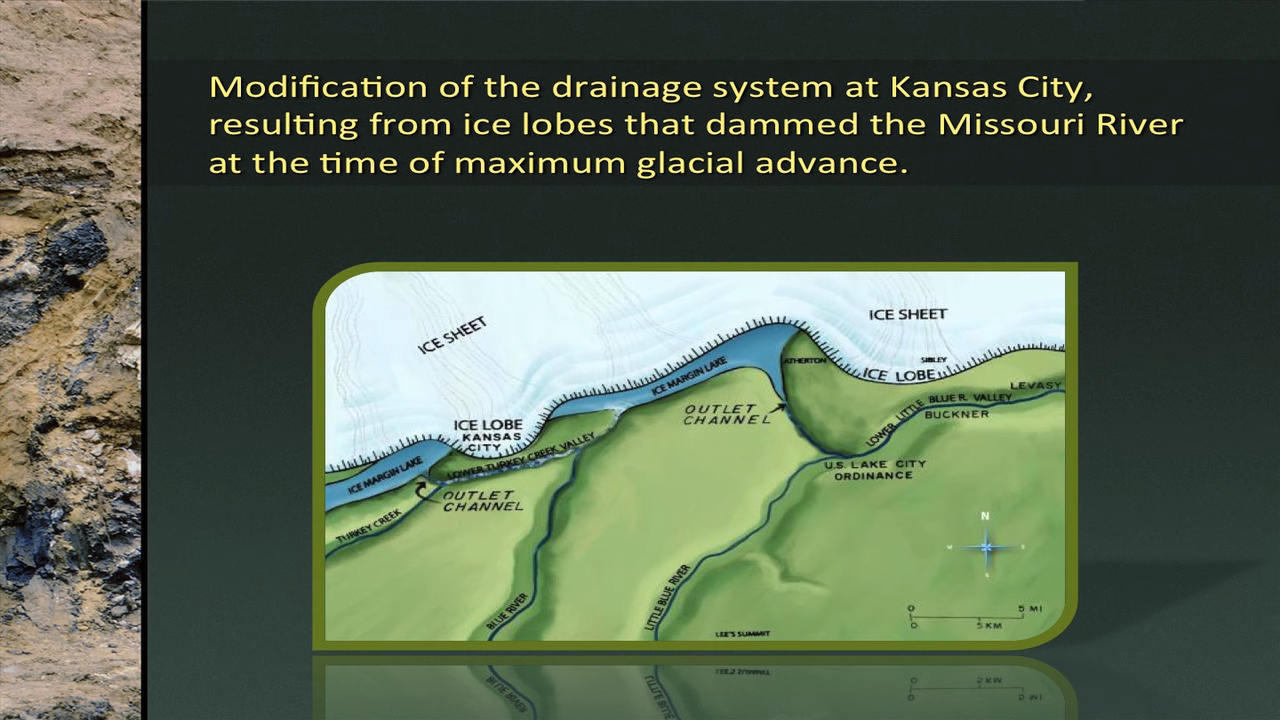 Modification of the drainage system at Kansas City,
resulting from ice lobes that dammed the Missouri River
at the time of maximum glacial advance.
ICE SHEET
ICE SHEET
ATHERTON
SIBLEY
ICE LOBE
ICE MARGIN LAKE
LEVASY
LOWER LITTLE BLUE R. VALLEY
BUCKNER
OUTLET
CHANNEL
ICE LOBE
KANSAS
CITY
LOWER TURKEY CREEK VALLEY
ICE MARGIN LAKE
U.S. LAKE CITY
ORDINANCE
OUTLET
CHANNEL
TURKEY CREEK
N
S
BLUE RIVER
LITTLE BLUE RIVER
0 5 MI
0 5 KM
LEE'S SUMMIT